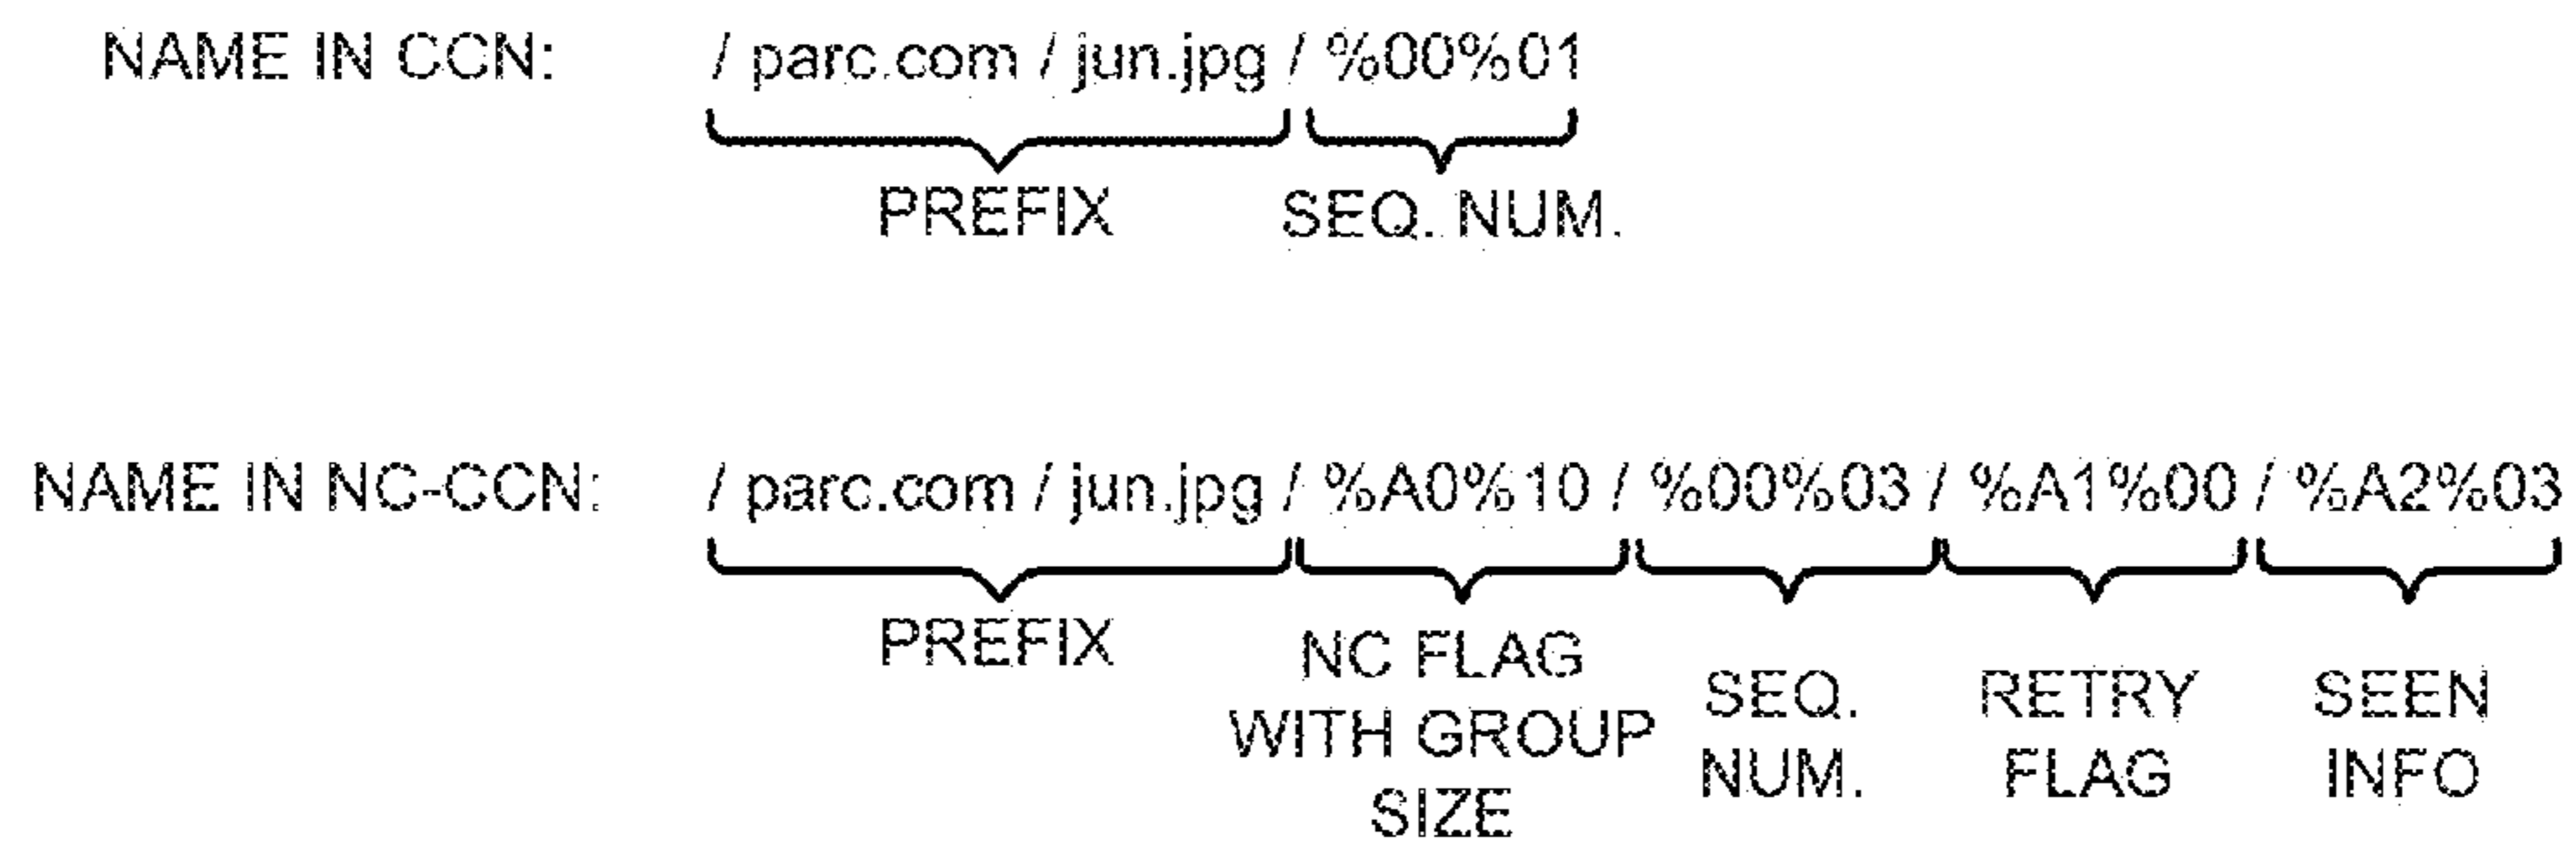 NAME IN CCN: / parc.com / jun.jpg / %00%01
PREFIX SEQ. NUM.
NAME IN NC-CCN: / parc.com / jun.jpg / %A0%10 / %00%03 / %A1%00 / %A2%03
PREFIX
NC FLAG
WITH GROUP
SIZE
SEQ.
NUM.
RETRY
FLAG
SEEN
INFO